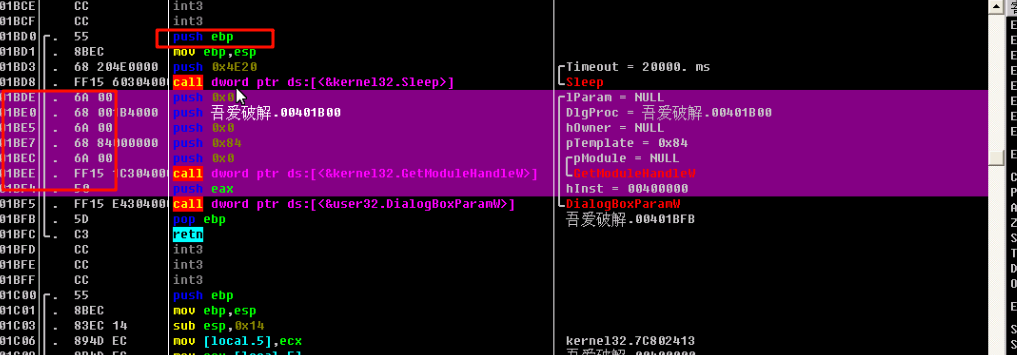 01BCE CC int3
01BCF CC int3
01BD0 . 55 push ebp
01BD1 . 8BEC mov ebp,esp
01BD3 . 68 204E0000 push 0x4E20 Timeout = 20000. ms
01BD8 . FF15 60304000 call dword ptr ds:[<&kernel32.Sleep>] Sleep
01BDE . 6A 00 push 0x0 lParam = NULL
01BE0 . 68 001B4000 push 吾爱破解.00401B00 DlgProc = 吾爱破解.00401B00
01BE5 . 6A 00 push 0x0 hOwner = NULL
01BE7 . 68 84000000 push 0x84 pTemplate = 0x84
01BEC . 6A 00 push 0x0 pModule = NULL
01BEE . FF15 1C304000 call dword ptr ds:[<&kernel32.GetModuleHandleW>] GetModuleHandleW
01BF4 . 50 push eax hInst = 00400000
01BF5 . FF15 E4304000 call dword ptr ds:[<&user32.DialogBoxParamW>] DialogBoxParamW
01BFB . 5D pop ebp 吾爱破解.00401BFB
01BFC . C3 retn
01BFD CC int3
01BFE CC int3
01BFF CC int3
01C00 . 55 push ebp
01C01 . 8BEC mov ebp,esp
01C03 . 83EC 14 sub esp,0x14
01C06 . 894D EC mov [local.5],ecx kernel32.7C802413